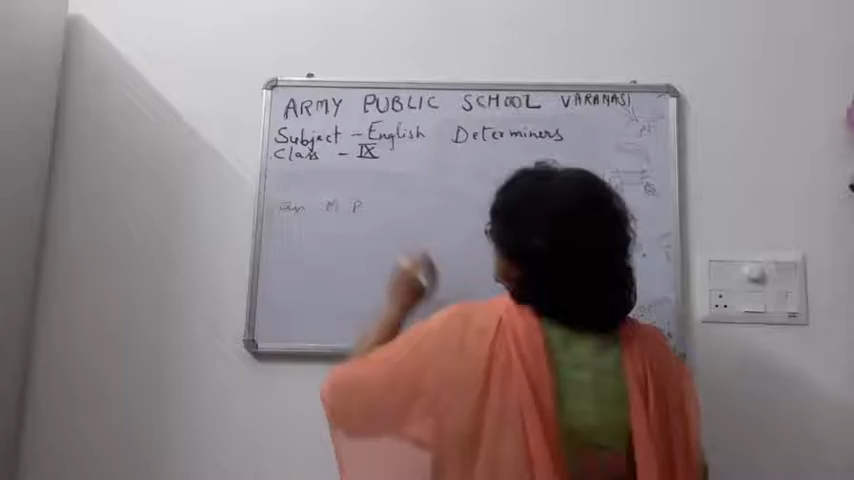 ARMY PUBLIC SCHOOL VARANASI
Subject - English Determiners
Class - IX
M P